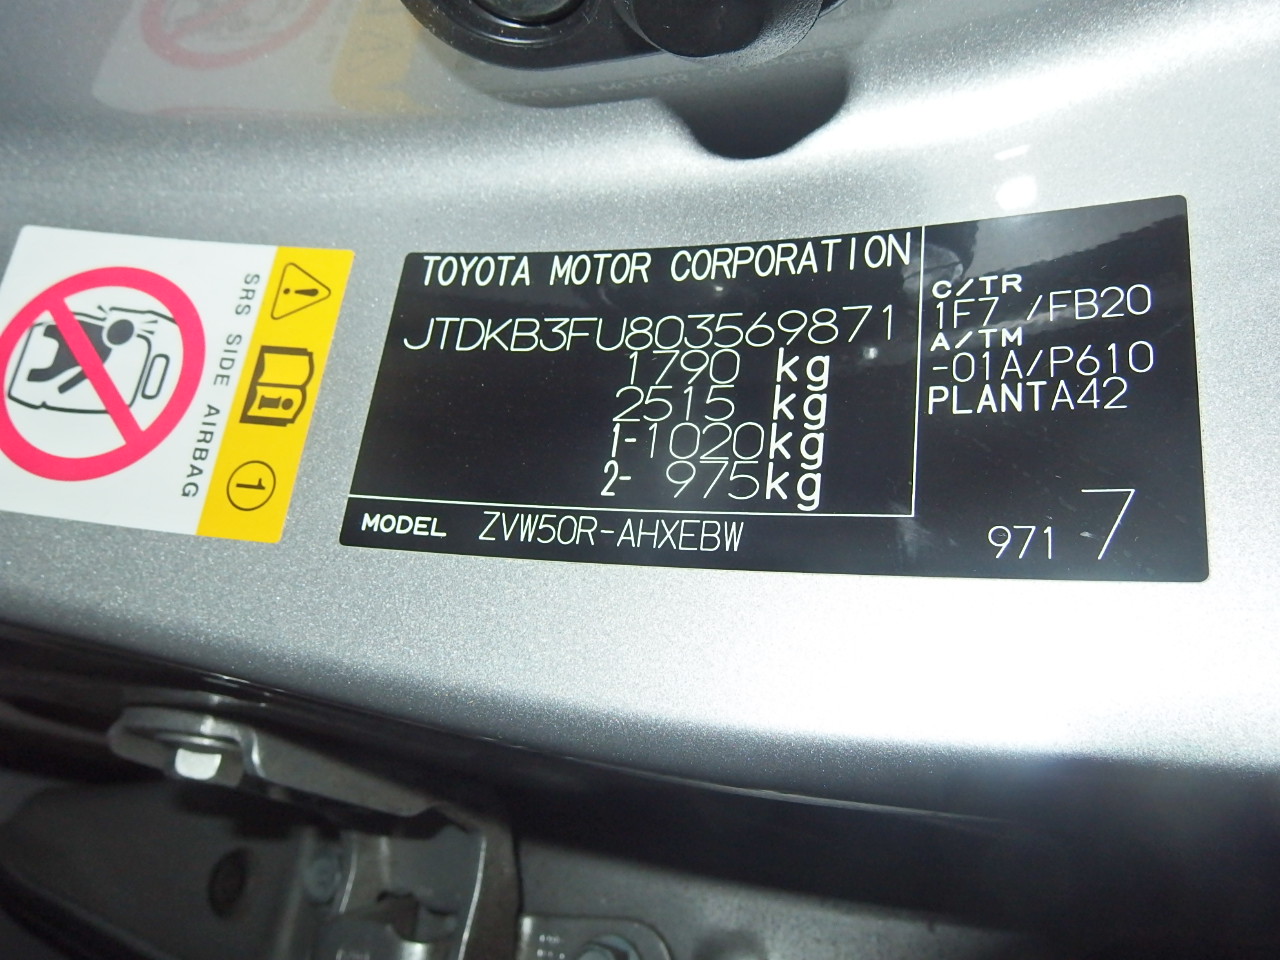 SRS SIDE AIRBAG
1
TOYOTA MOTOR CORPORATION
JTDKB3FU803569871
1790 kg
2515 kg
1-1020kg
2- 975kg
MODEL ZVW50R-AHXEBW
C/TR
1F7 /FB20
A/TM
-01A/P610
PLANTA42
971 7